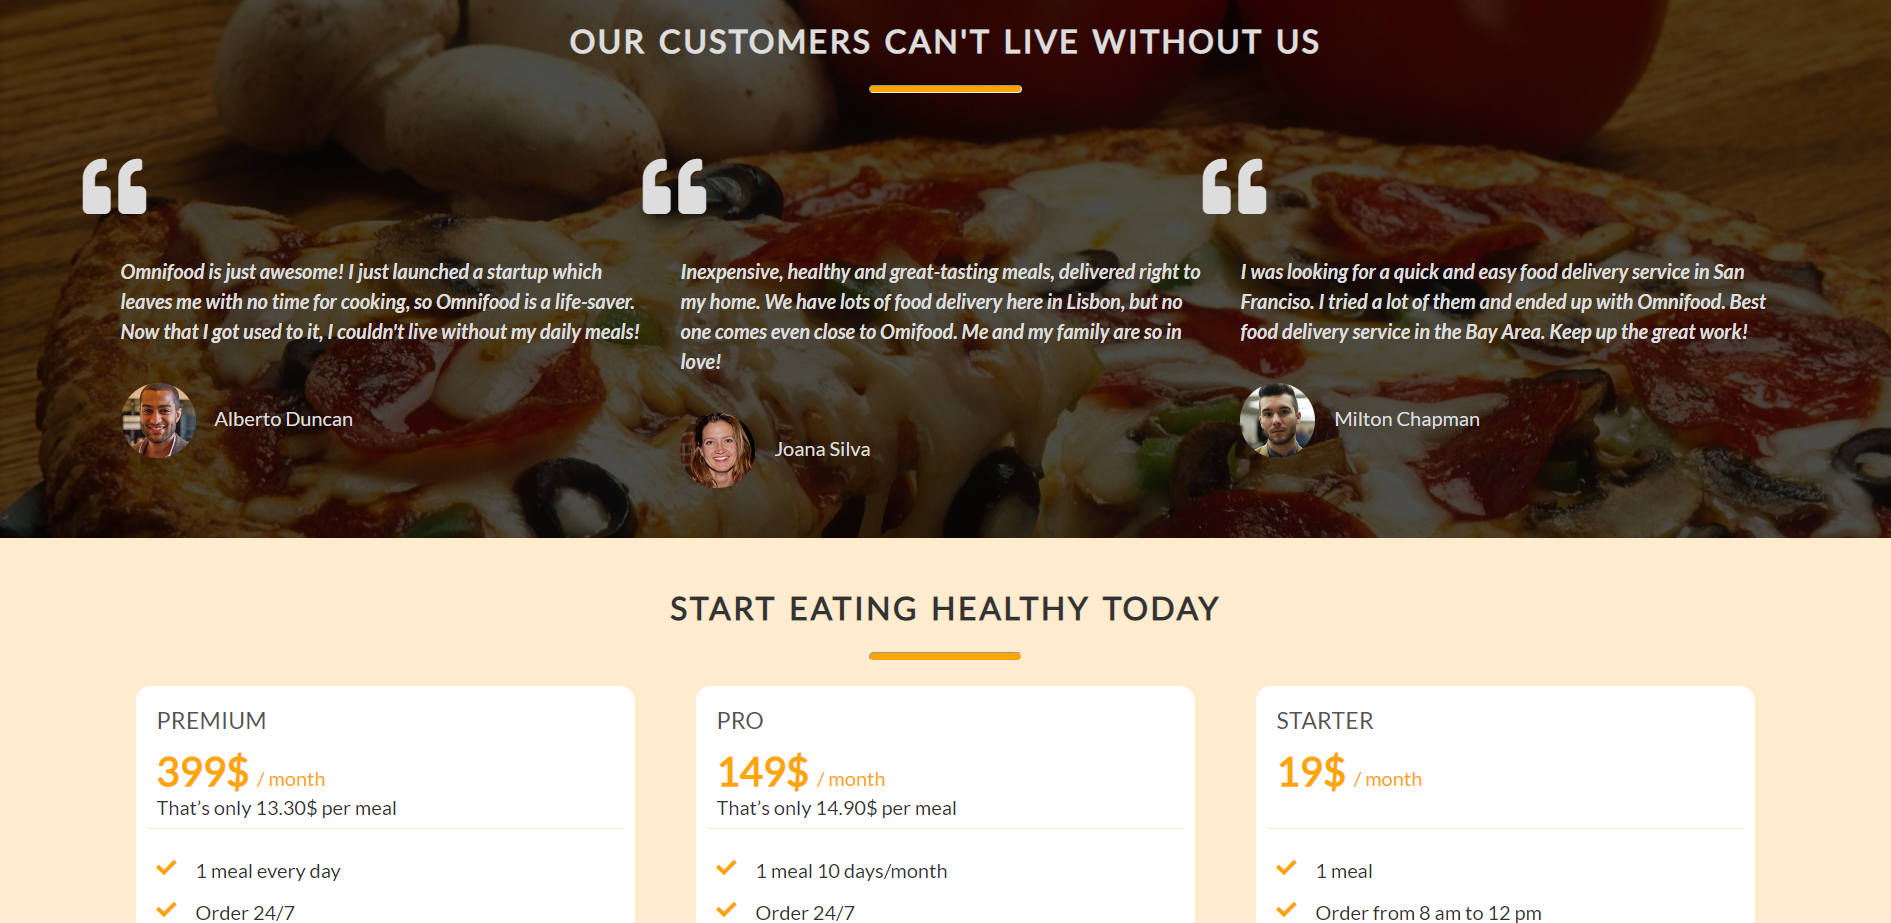 OUR CUSTOMERS CAN'T LIVE WITHOUT US
Omnifood is just awesome! I just launched a startup which
leaves me with no time for cooking, so Omnifood is a life-saver.
Now that I got used to it, I couldn't live without my daily meals!
Alberto Duncan
Inexpensive, healthy and great-tasting meals, delivered right to
my home. We have lots of food delivery here in Lisbon, but no
one comes even close to Omifood. Me and my family are so in
love!
Joana Silva
I was looking for a quick and easy food delivery service in San
Franciso. I tried a lot of them and ended up with Omnifood. Best
food delivery service in the Bay Area. Keep up the great work!
Milton Chapman
START EATING HEALTHY TODAY
PREMIUM
399$ / month
That’s only 13.30$ per meal
1 meal every day
Order 24/7
PRO
149$ / month
That’s only 14.90$ per meal
1 meal 10 days/month
Order 24/7
STARTER
19$ / month
1 meal
Order from 8 am to 12 pm